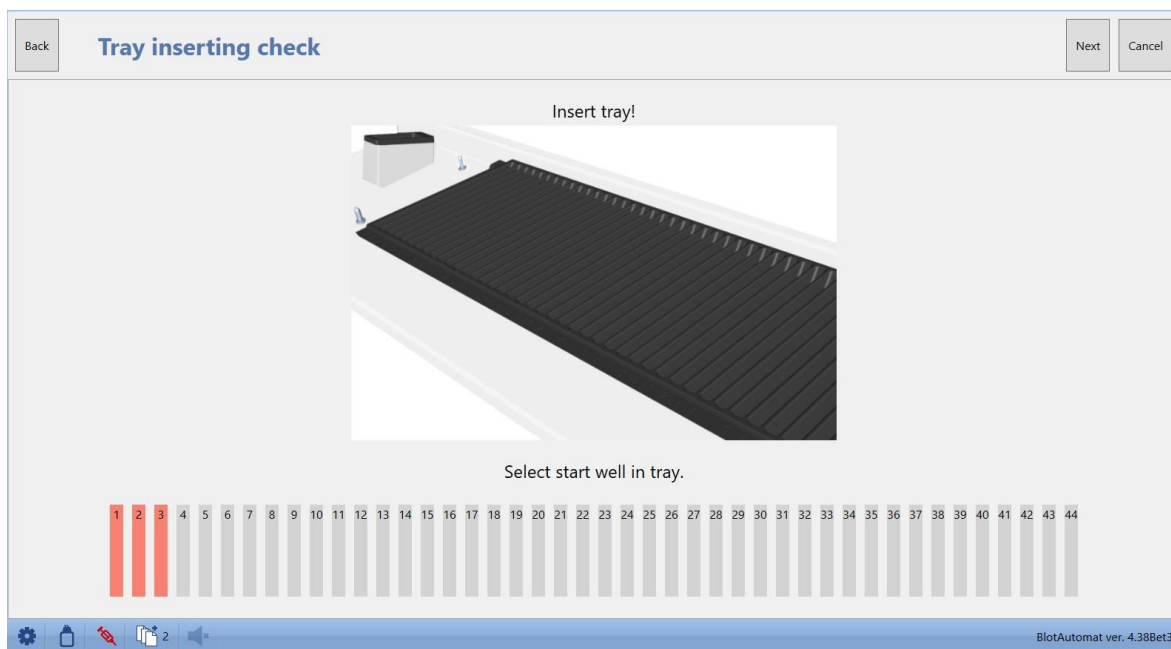 Back
Tray inserting check
Next
Cancel
Insert tray!
Select start well in tray.
1 2 3 4 5 6 7 8 9 10 11 12 13 14 15 16 17 18 19 20 21 22 23 24 25 26 27 28 29 30 31 32 33 34 35 36 37 38 39 40 41 42 43 44
2
BlotAutomat ver. 4.38Bet3